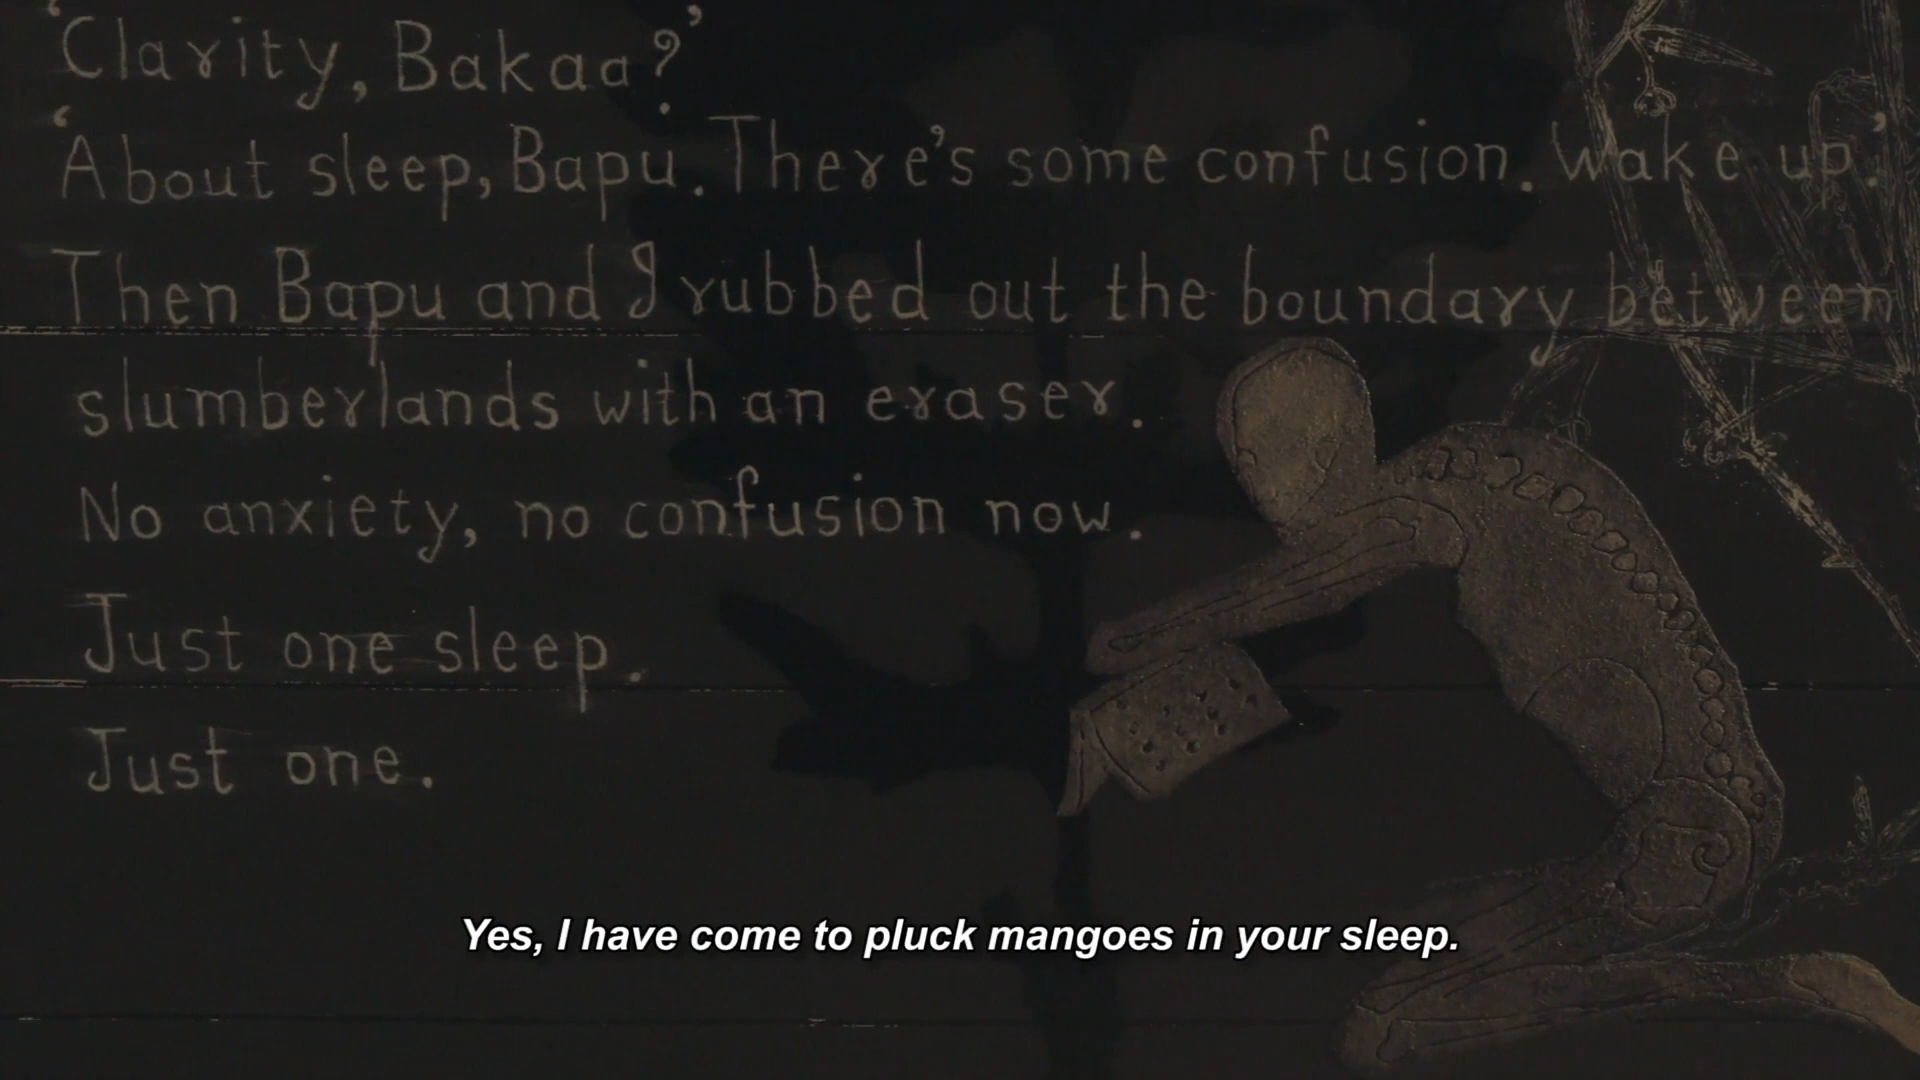 ‘Clarity, Bakaa?’
‘About sleep, Bapu. There's some confusion. Wake up.’
Then Bapu and I rubbed out the boundary between
slumberlands with an eraser.
No anxiety, no confusion now.
Just one sleep.
Just one.
Yes, I have come to pluck mangoes in your sleep.